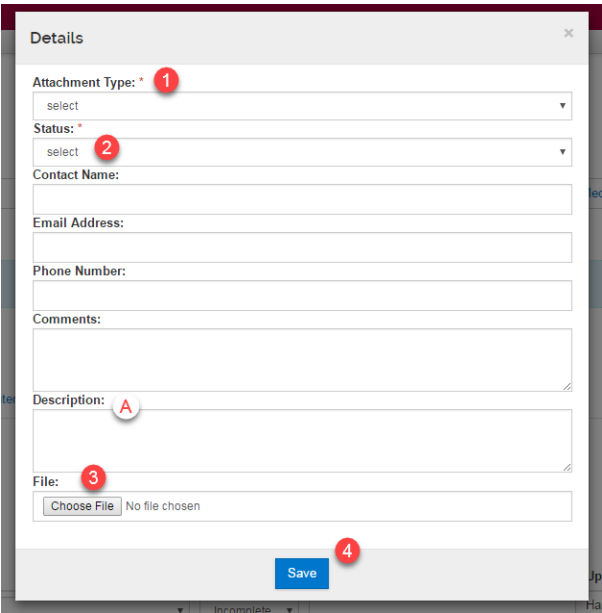 Details ×
Attachment Type: * 1
select
Status: *
select 2
Contact Name:
Email Address:
Phone Number:
Comments:
Description: A
File: 3
Choose File No file chosen
4
Save
Incomplete
Ha